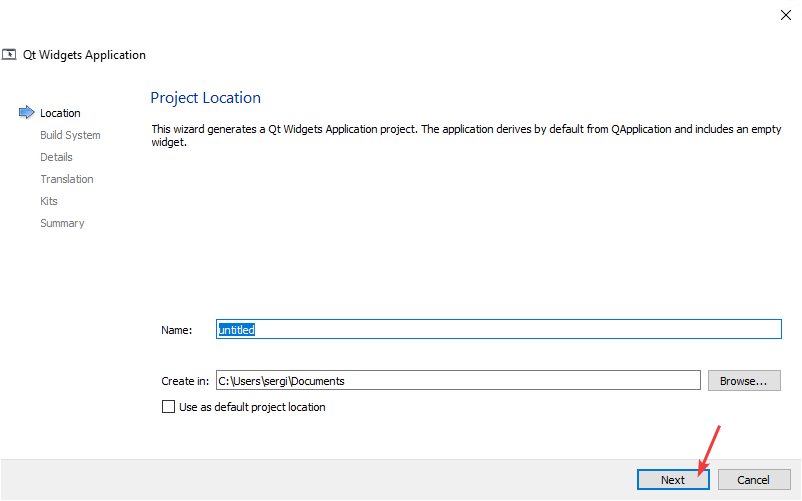 Qt Widgets Application
Location
Build System
Details
Translation
Kits
Summary
Project Location
This wizard generates a Qt Widgets Application project. The application derives by default from QApplication and includes an empty
widget.
Name:
untitled
Create in:
C:\Users\sergi\Documents
Browse...
Use as default project location
Next
Cancel